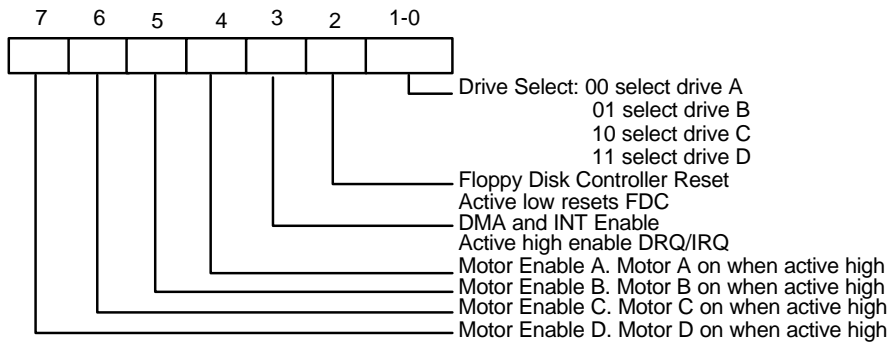 7 6 5 4 3 2 1-0
Drive Select: 00 select drive A
01 select drive B
10 select drive C
11 select drive D
Floppy Disk Controller Reset
Active low resets FDC
DMA and INT Enable
Active high enable DRQ/IRQ
Motor Enable A. Motor A on when active high
Motor Enable B. Motor B on when active high
Motor Enable C. Motor C on when active high
Motor Enable D. Motor D on when active high